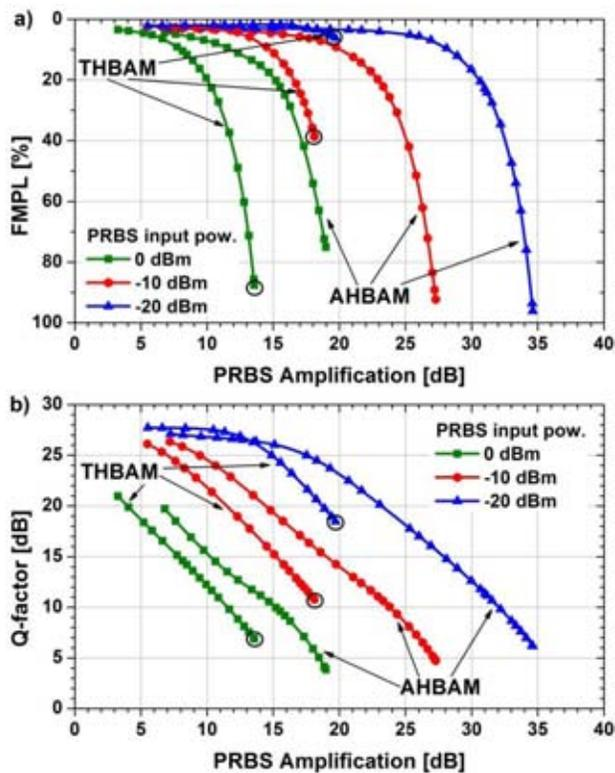 a)
0
20
40
60
80
100
FMPL [%]
THBAM
AHBAM
PRBS input pow.
0 dBm
-10 dBm
-20 dBm
0 5 10 15 20 25 30 35 40
PRBS Amplification [dB]
b)
30
25
20
15
10
5
0
Q-factor [dB]
THBAM
AHBAM
PRBS input pow.
0 dBm
-10 dBm
-20 dBm
0 5 10 15 20 25 30 35 40
PRBS Amplification [dB]